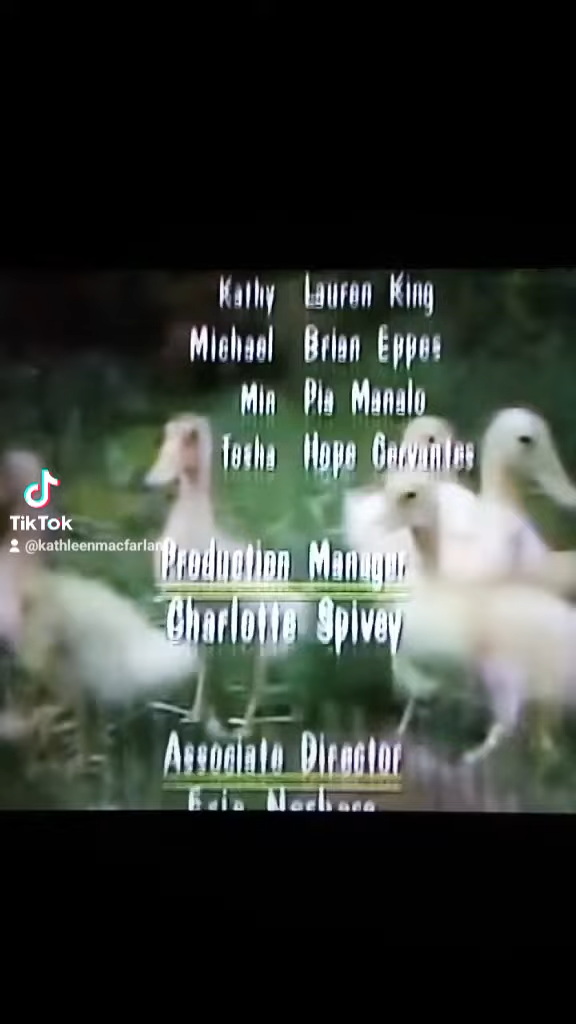 Kathy Lauren King
Michael Brian Eppes
Min Pia Manalo
Tosha Hope Cervantes
TikTok
@kathleenmacfarlan
Production Manager
Charlotte Spivey
Associate Director